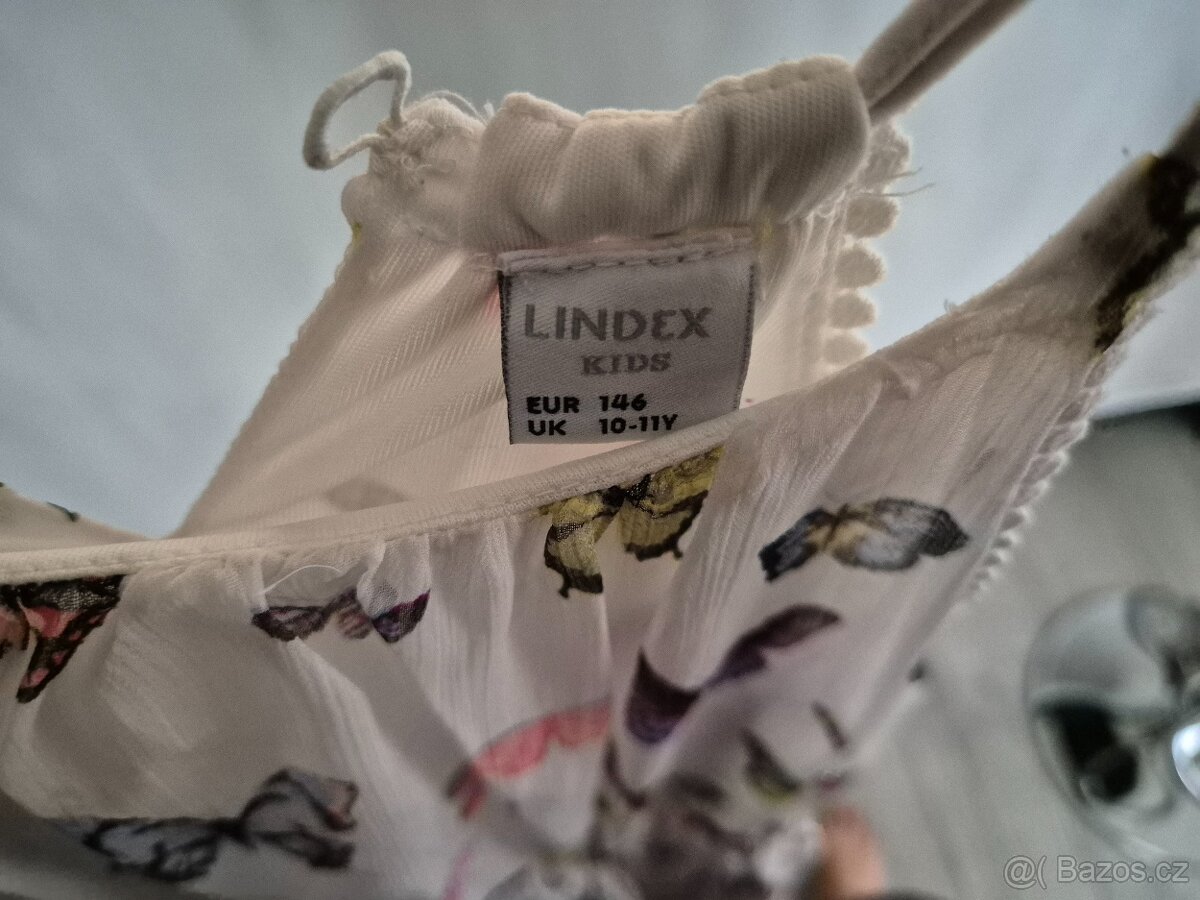 LINDEX
KIDS
EUR 146
UK 10-11Y
@( Bazos.cz